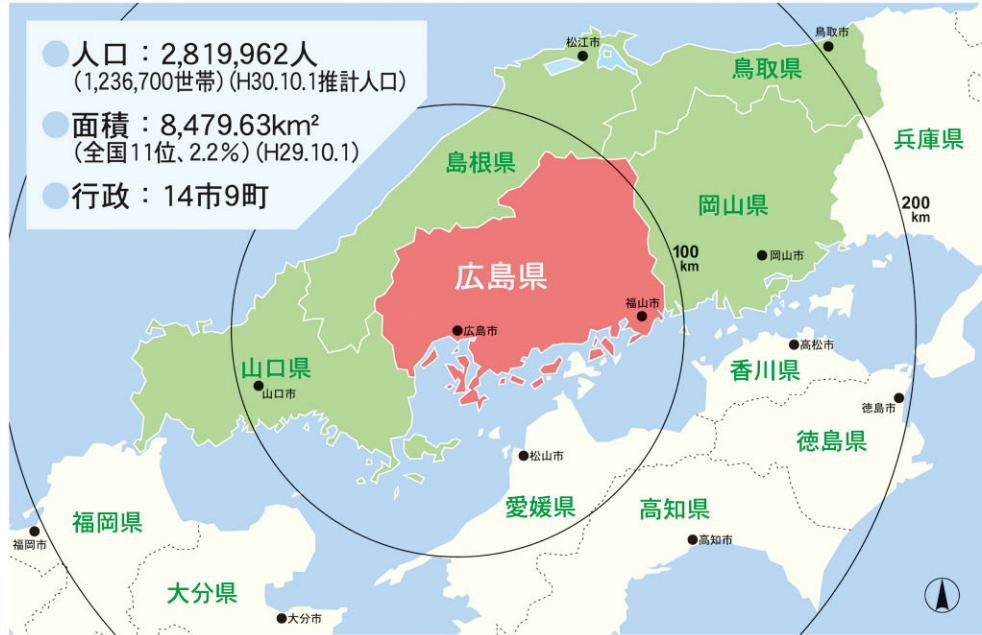 人口：2,819,962人
(1,236,700世帯)(H30.10.1推計人口)
面積：8,479.63km²
(全国11位、2.2%)(H29.10.1)
行政：14市9町
松江市
鳥取市
鳥取県
兵庫県
島根県
岡山県
200
km
100
km
岡山市
広島県
福山市
広島市
高松市
香川県
山口県
山口市
徳島市
徳島県
松山市
愛媛県
高知県
福岡県
福岡市
高知市
大分県
大分市